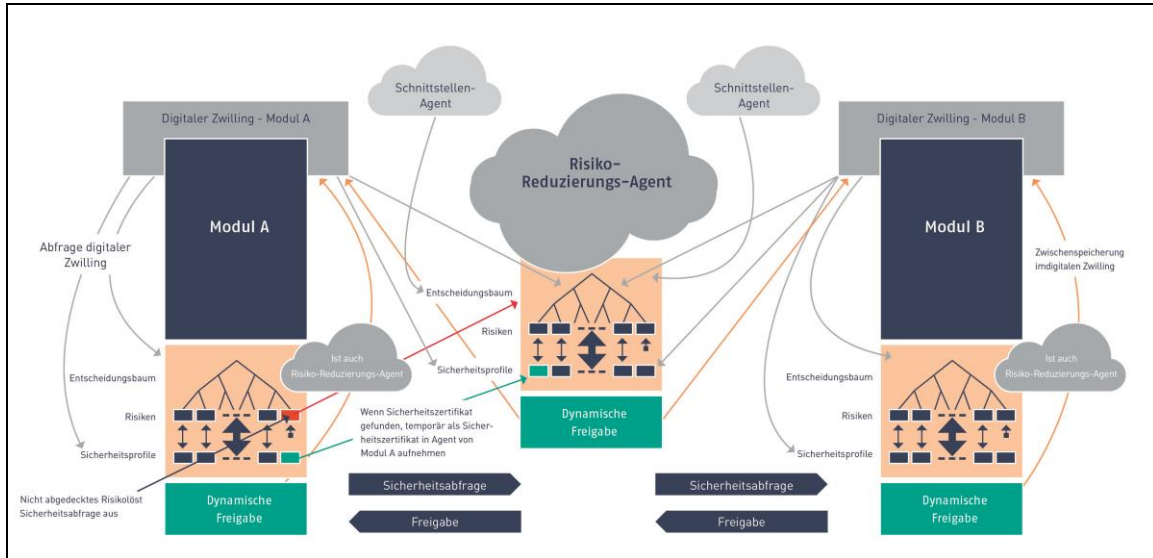 Schnittstellen-
Agent
Schnittstellen-
Agent
Digitaler Zwilling - Modul A
Digitaler Zwilling - Modul B
Risiko-
Reduzierungs-Agent
Modul A
Modul B
Abfrage digitaler
Zwilling
Zwischenspeicherung
imdigitalen Zwilling
Entscheidungsbaum
Risiken
Sicherheitsprofile
Ist auch
Risiko-Reduzierungs-Agent
Ist auch
Risiko-Reduzierungs-Agent
Entscheidungsbaum
Risiken
Sicherheitsprofile
Entscheidungsbaum
Risiken
Sicherheitsprofile
Wenn Sicherheitszertifikat
gefunden, temporär als Sicher-
heitszertifikat in Agent von
Modul A aufnehmen
Dynamische
Freigabe
Nicht abgedecktes Risikolöst
Sicherheitsabfrage aus
Dynamische
Freigabe
Sicherheitsabfrage
Freigabe
Sicherheitsabfrage
Freigabe
Dynamische
Freigabe